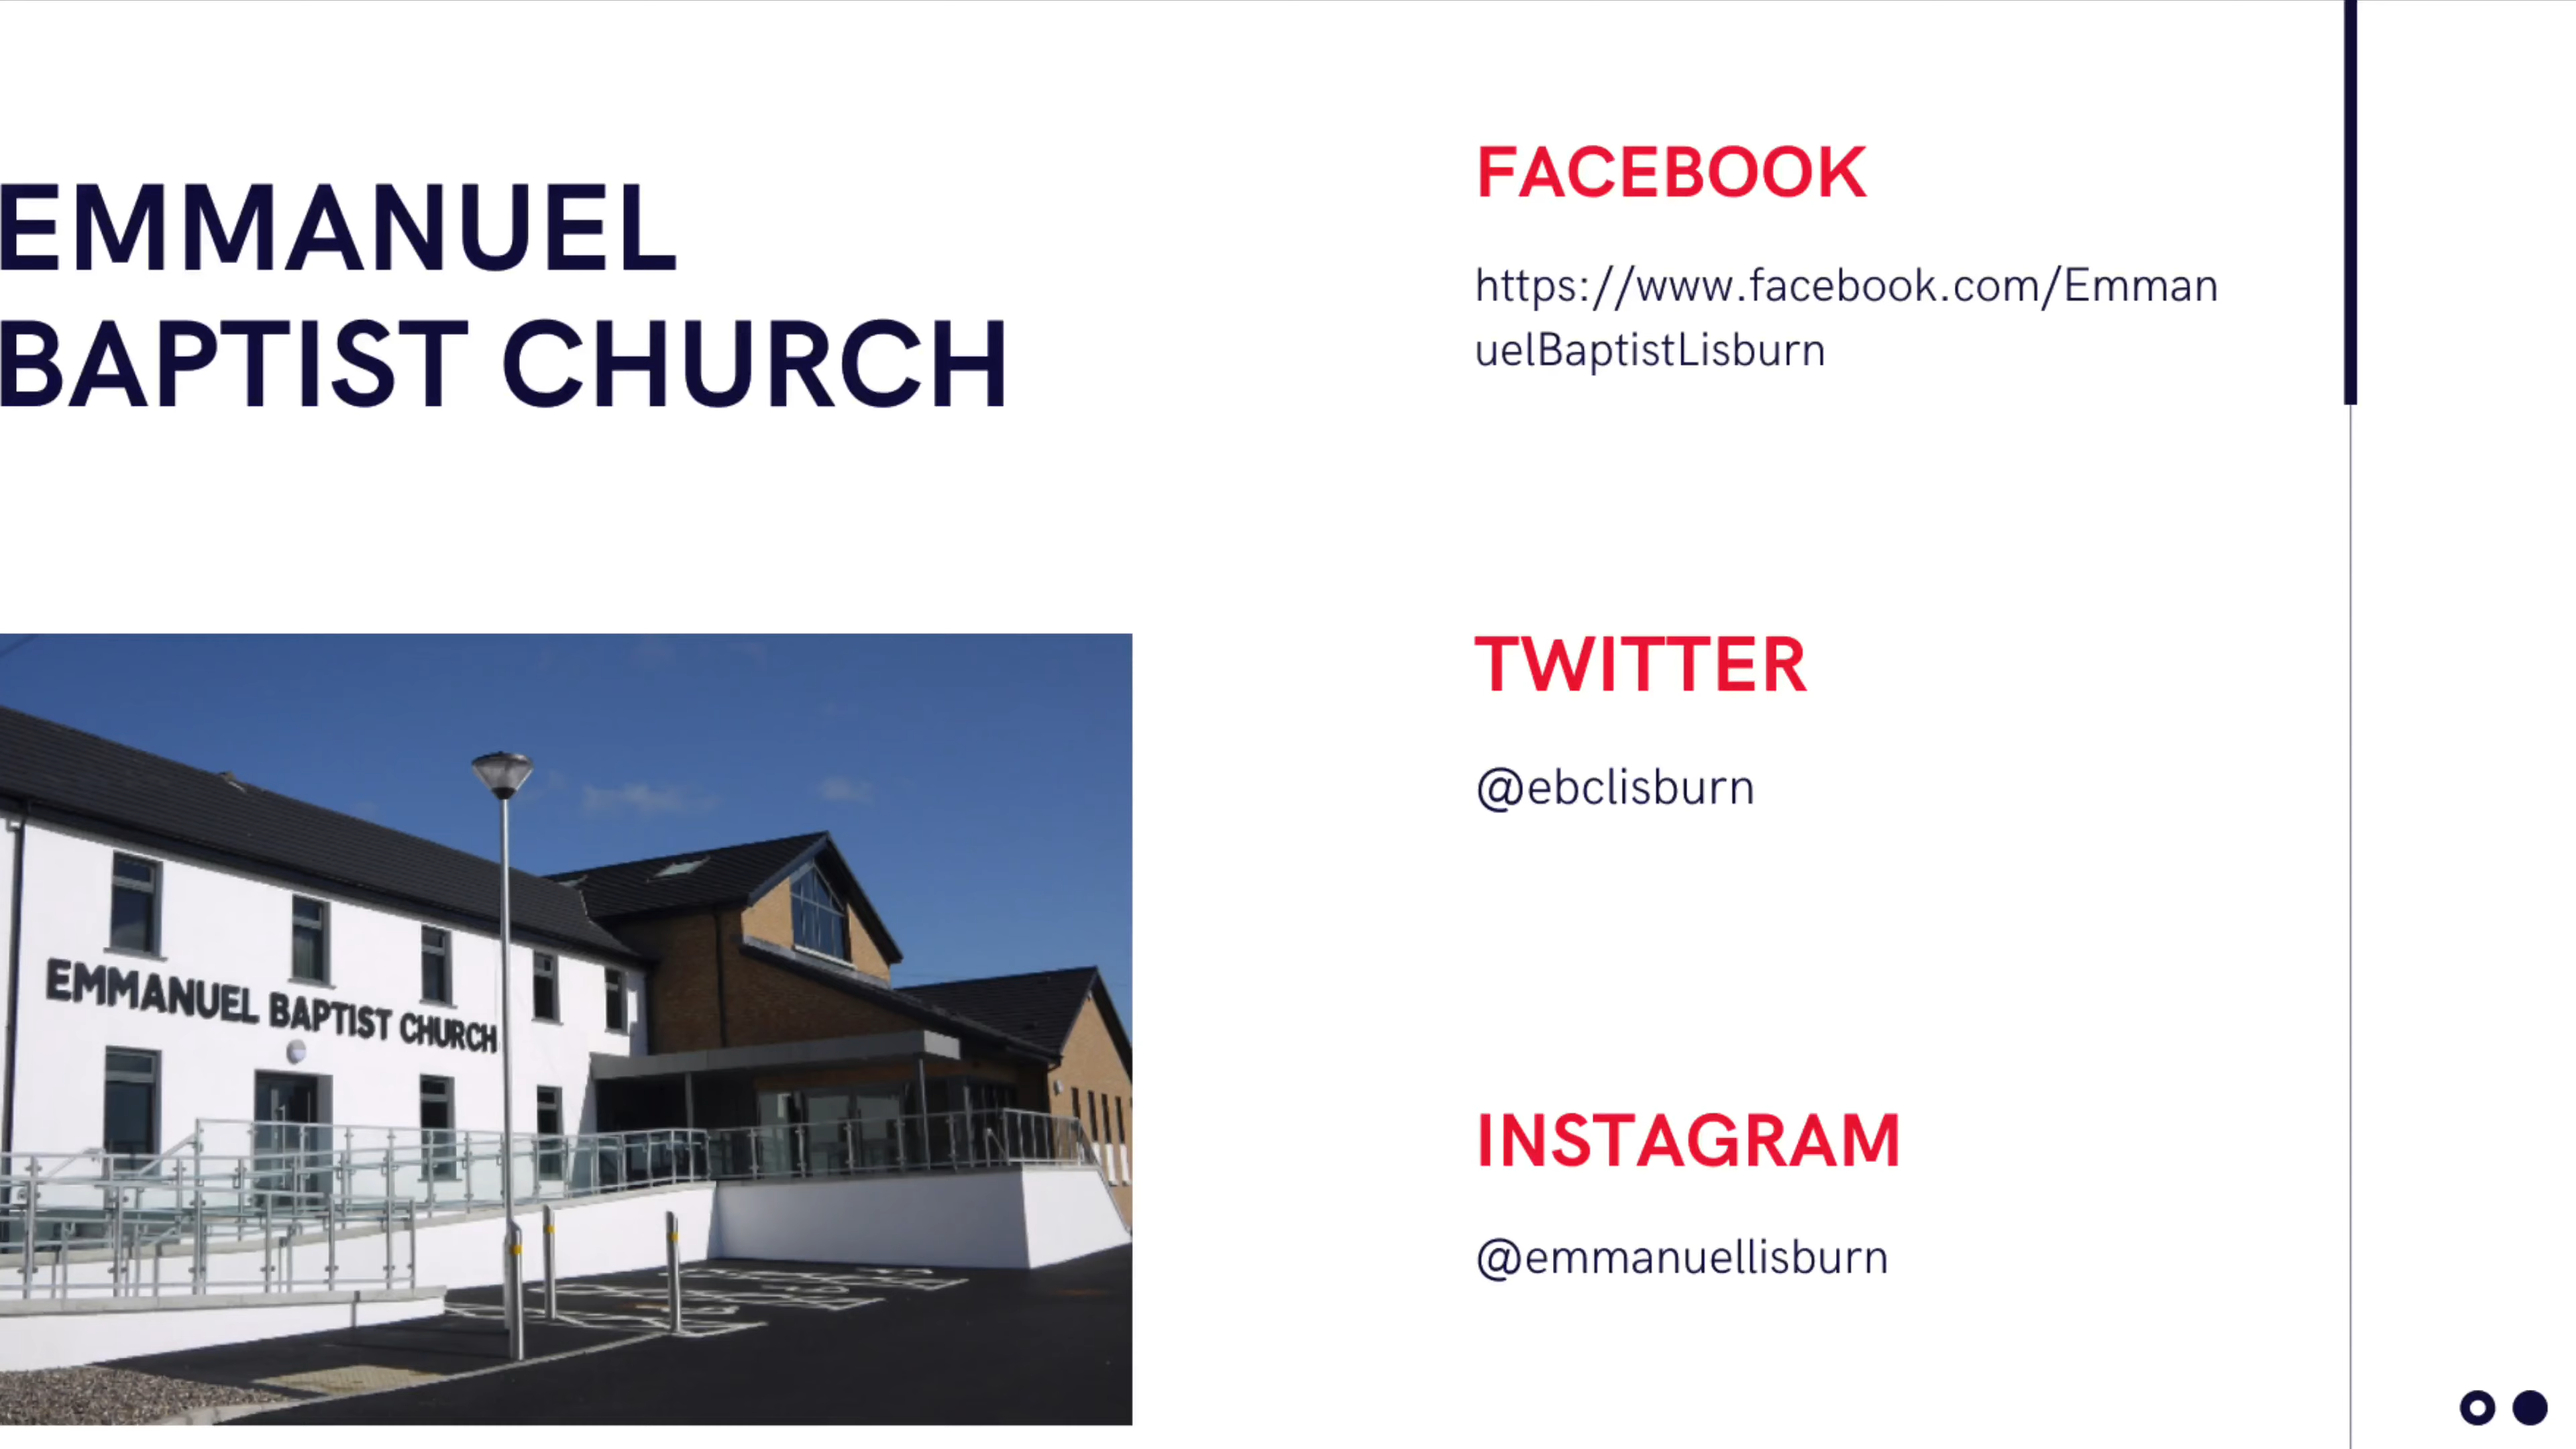 EMMANUEL
BAPTIST CHURCH
EMMANUEL BAPTIST CHURCH
FACEBOOK
https://www.facebook.com/Emman
uelBaptistLisburn
TWITTER
@ebclisburn
INSTAGRAM
@emmanuellisburn